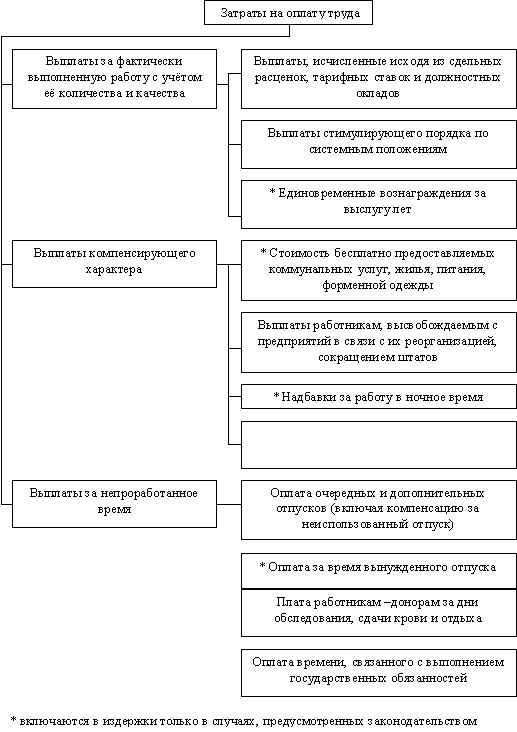 Затраты на оплату труда
Выплаты за фактически
выполненную работу с учётом
её количества и качества
Выплаты, исчисленные исходя из сдельных
расценок, тарифных ставок и должностных
окладов
Выплаты стимулирующего порядка по
системным положениям
* Единовременные вознаграждения за
выслугу лет
Выплаты компенсирующего
характера
* Стоимость бесплатно предоставляемых
коммунальных услуг, жилья, питания,
форменной одежды
Выплаты работникам, высвобождаемым с
предприятий в связи с их реорганизацией,
сокращением штатов
* Надбавки за работу в ночное время
Выплаты за непроработанное
время
Оплата очередных и дополнительных
отпусков (включая компенсацию за
неиспользованный отпуск)
* Оплата за время вынужденного отпуска
Плата работникам –донорам за дни
обследования, сдачи крови и отдыха
Оплата времени, связанного с выполнением
государственных обязанностей
* включаются в издержки только в случаях, предусмотренных законодательством